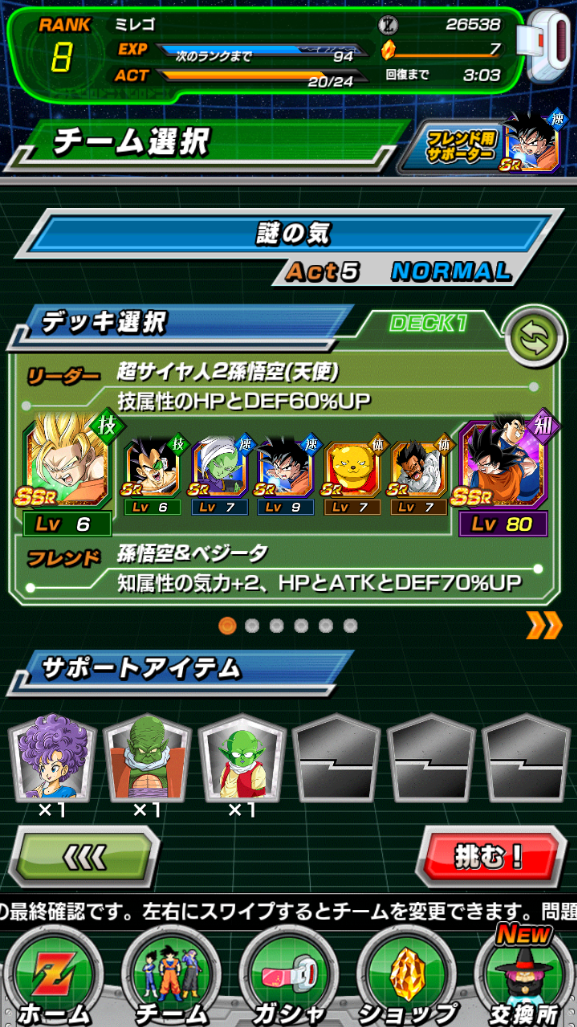 RANK ミレゴ 26538
8 EXP 次のランクまで 94 7
ACT 20/24 回復まで 3:03
チーム選択 フレンド用
サポーター
速
SR
謎の気
Act5 NORMAL
デッキ選択 DECK1
リーダー 超サイヤ人2孫悟空(天使)
技属性のHPとDEF60%UP
技 技 速 速 体 体 知
SSR SR SR SR SR SR SSR
Lv 6 Lv 6 Lv 7 Lv 9 Lv 7 Lv 7 Lv 80
フレンド 孫悟空&ベジータ
知属性の気力+2、HPとATKとDEF70%UP
サポートアイテム
×1 ×1 ×1
挑む!
の最終確認です。左右にスワイプするとチームを変更できます。問題
NEW
ホーム チーム ガシャ ショップ 交換所